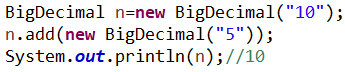 BigDecimal n=new BigDecimal("10");
n.add(new BigDecimal("5"));
System.out.println(n);//10